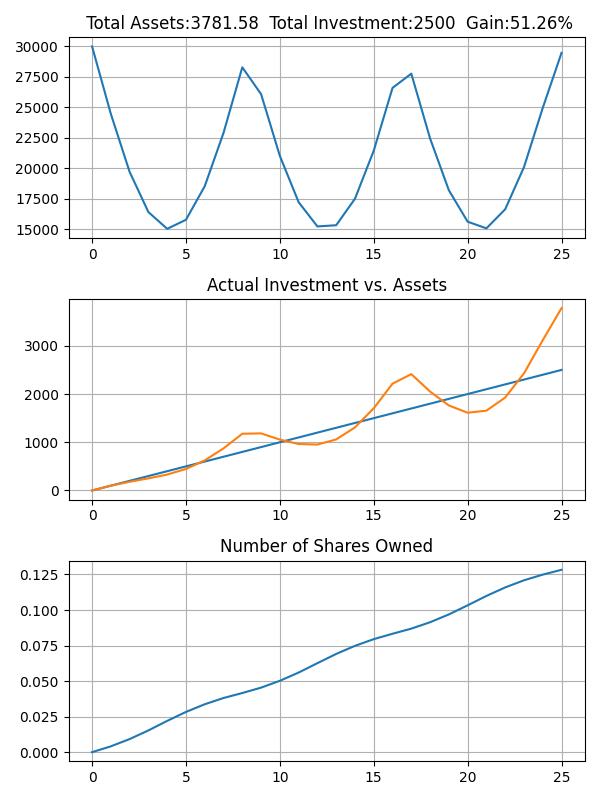 Total Assets:3781.58  Total Investment:2500  Gain:51.26%
30000
27500
25000
22500
20000
17500
15000
0 5 10 15 20 25
Actual Investment vs. Assets
3000
2000
1000
0
0 5 10 15 20 25
Number of Shares Owned
0.125
0.100
0.075
0.050
0.025
0.000
0 5 10 15 20 25